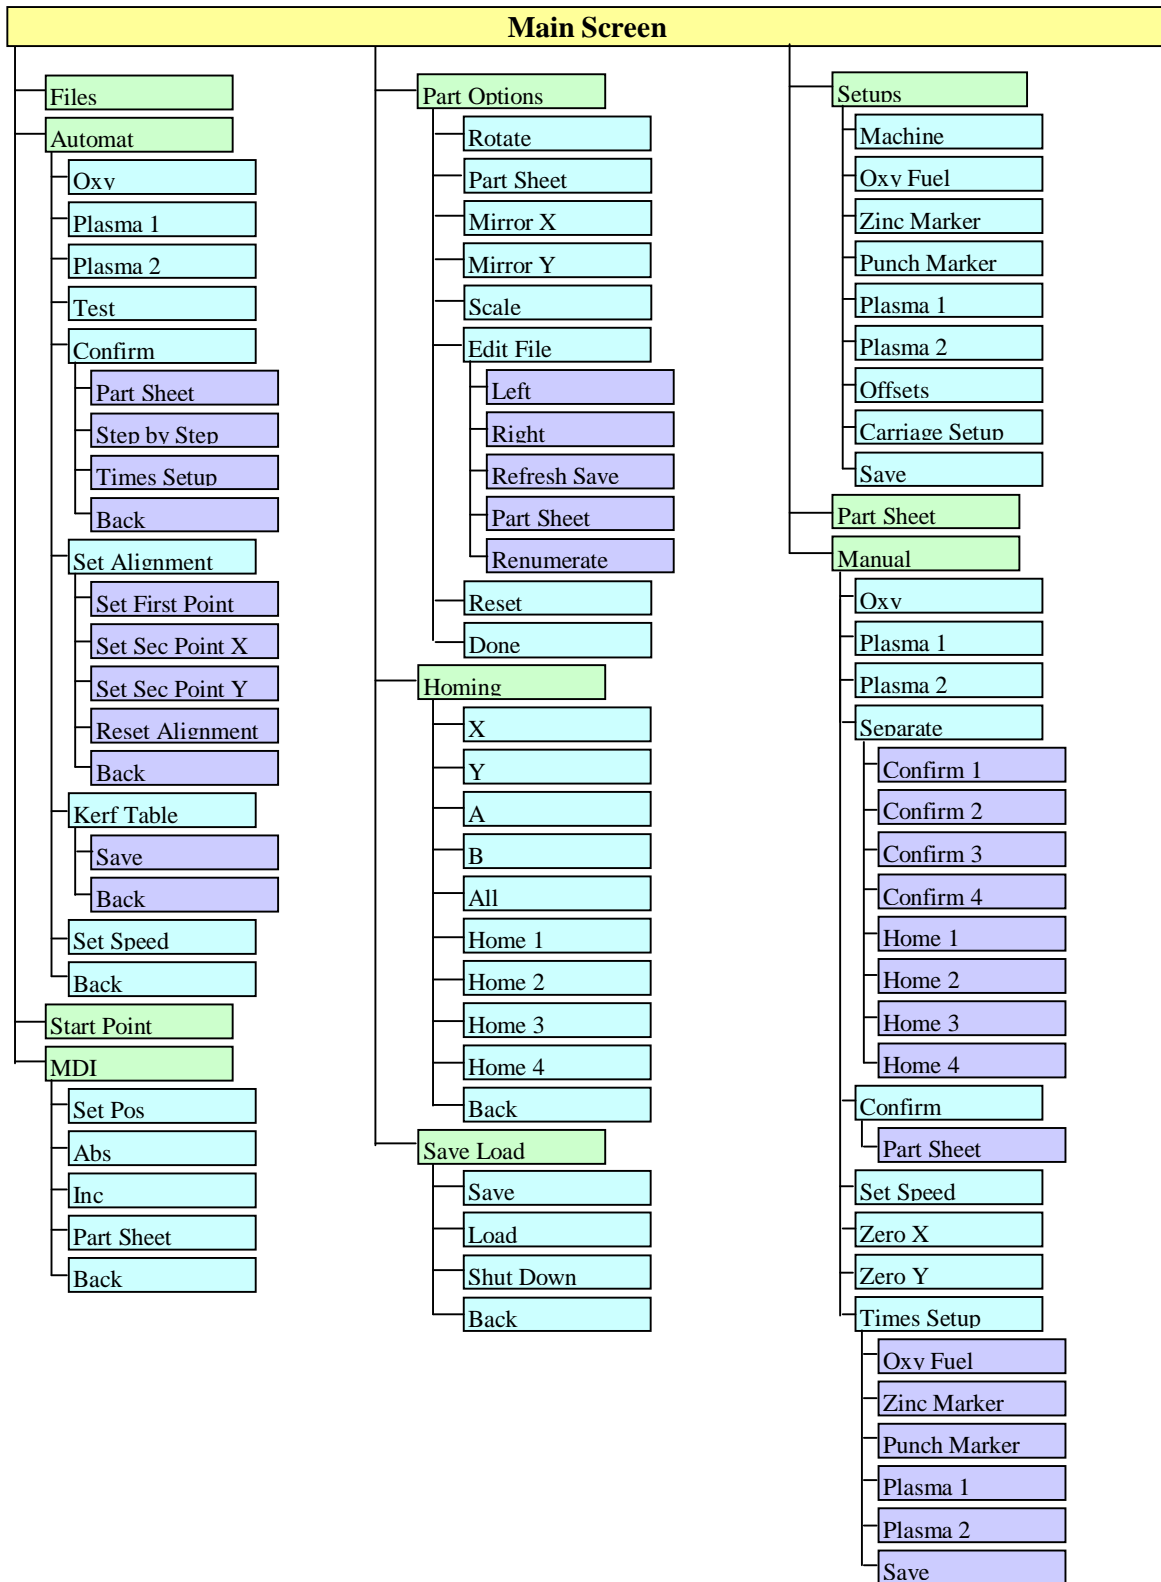 Main Screen
Files
Automat
Oxy
Plasma 1
Plasma 2
Test
Confirm
Part Sheet
Step by Step
Times Setup
Back
Set Alignment
Set First Point
Set Sec Point X
Set Sec Point Y
Reset Alignment
Back
Kerf Table
Save
Back
Set Speed
Back
Start Point
MDI
Set Pos
Abs
Inc
Part Sheet
Back
Part Options
Rotate
Part Sheet
Mirror X
Mirror Y
Scale
Edit File
Left
Right
Refresh Save
Part Sheet
Renumerate
Reset
Done
Homing
X
Y
A
B
All
Home 1
Home 2
Home 3
Home 4
Back
Save Load
Save
Load
Shut Down
Back
Setups
Machine
Oxy Fuel
Zinc Marker
Punch Marker
Plasma 1
Plasma 2
Offsets
Carriage Setup
Save
Part Sheet
Manual
Oxy
Plasma 1
Plasma 2
Separate
Confirm 1
Confirm 2
Confirm 3
Confirm 4
Home 1
Home 2
Home 3
Home 4
Confirm
Part Sheet
Set Speed
Zero X
Zero Y
Times Setup
Oxy Fuel
Zinc Marker
Punch Marker
Plasma 1
Plasma 2
Save